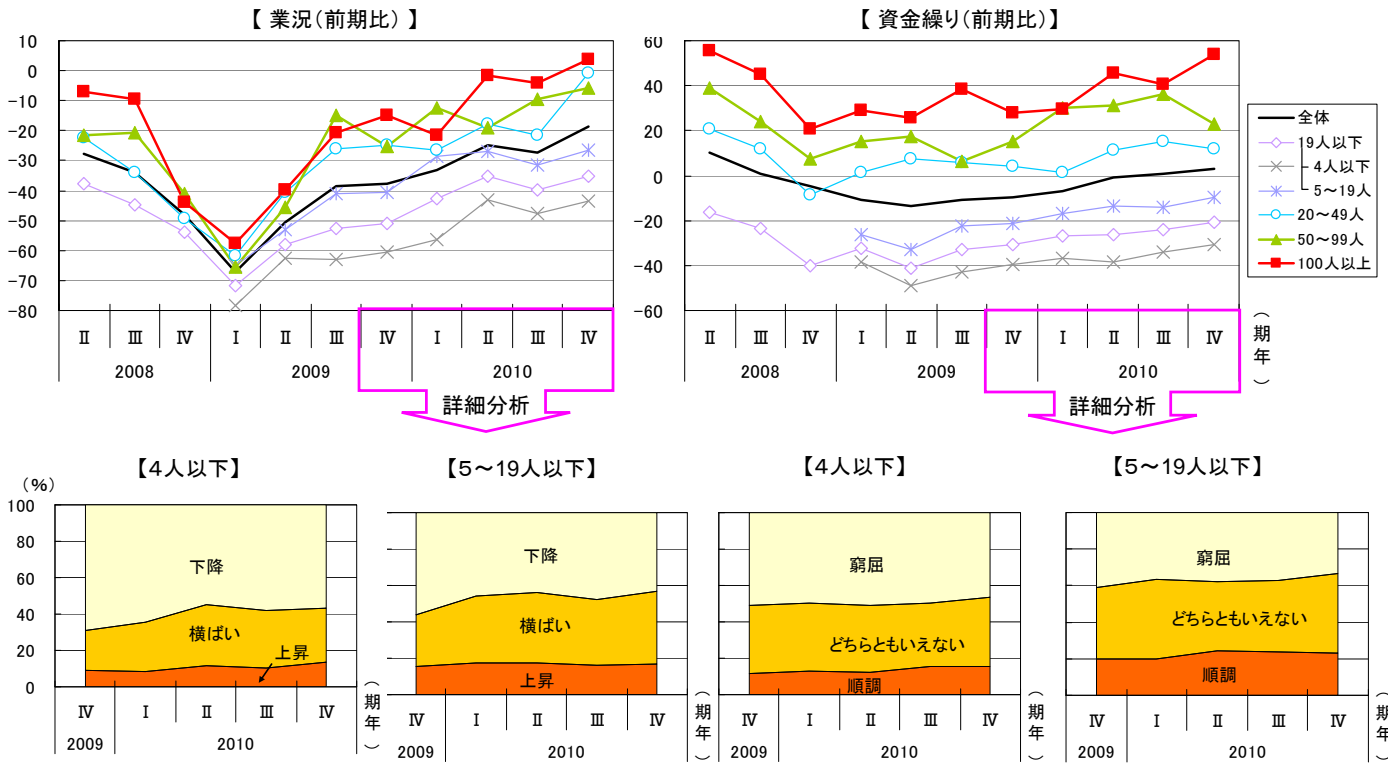 【 業況(前期比) 】
10
0
-10
-20
-30
-40
-50
-60
-70
-80
Ⅱ Ⅲ Ⅳ Ⅰ Ⅱ Ⅲ Ⅳ Ⅰ Ⅱ Ⅲ Ⅳ
2008 2009 2010
詳細分析
【 資金繰り(前期比) 】
60
40
20
0
-20
-40
-60
Ⅱ Ⅲ Ⅳ Ⅰ Ⅱ Ⅲ Ⅳ Ⅰ Ⅱ Ⅲ Ⅳ
2008 2009 2010
(期年)
詳細分析
全体
19人以下
4人以下
5～19人
20～49人
50～99人
100人以上
【4人以下】
(%)
100
80
60
40
20
0
下降
横ばい
上昇
Ⅳ Ⅰ Ⅱ Ⅲ Ⅳ
2009 2010
(期年)
【5～19人以下】
下降
横ばい
上昇
Ⅳ Ⅰ Ⅱ Ⅲ Ⅳ
2009 2010
(期年)
【4人以下】
窮屈
どちらともいえない
順調
Ⅳ Ⅰ Ⅱ Ⅲ Ⅳ
2009 2010
(期年)
【5～19人以下】
窮屈
どちらともいえない
順調
Ⅳ Ⅰ Ⅱ Ⅲ Ⅳ
2009 2010
(期年)